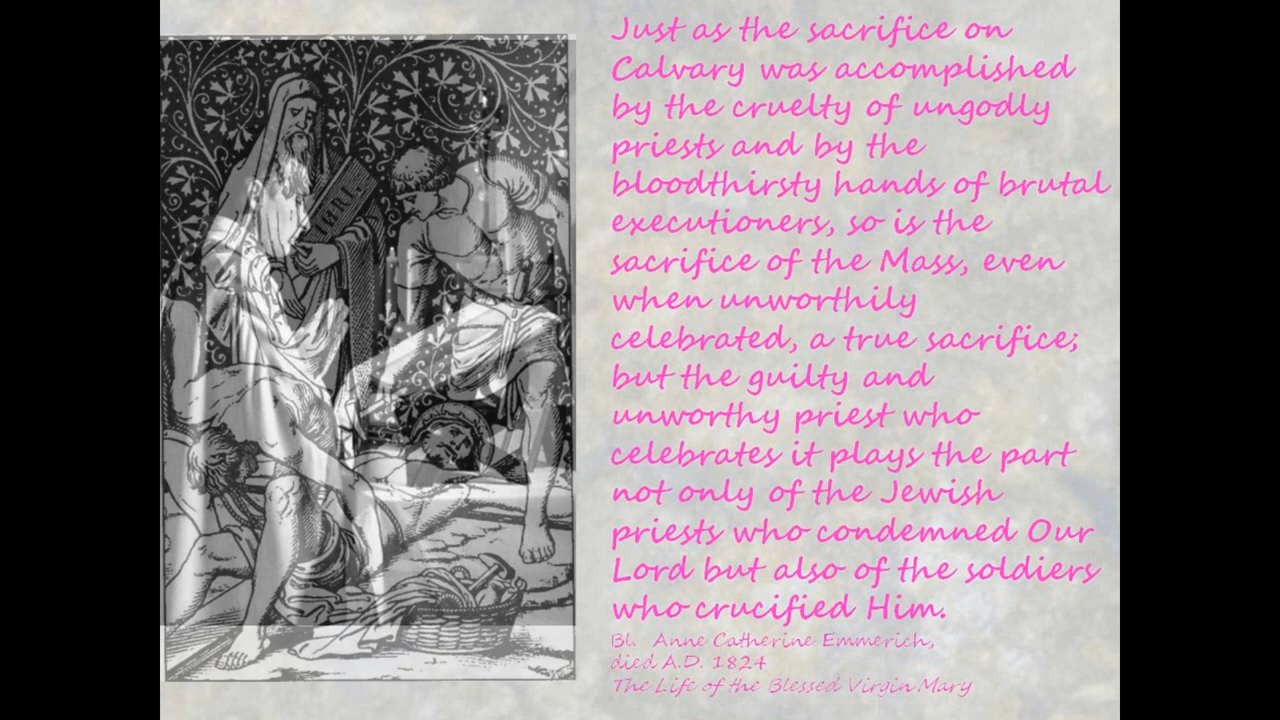 Just as the sacrifice on
Calvary was accomplished
by the cruelty of ungodly
priests and by the
bloodthirsty hands of brutal
executioners, so is the
sacrifice of the Mass, even
when unworthily
celebrated, a true sacrifice;
but the guilty and
unworthy priest who
celebrates it plays the part
not only of the Jewish
priests who condemned Our
Lord but also of the soldiers
who crucified Him.
Bl. Anne Catherine Emmerich,
died A.D. 1824
The Life of the Blessed Virgin Mary